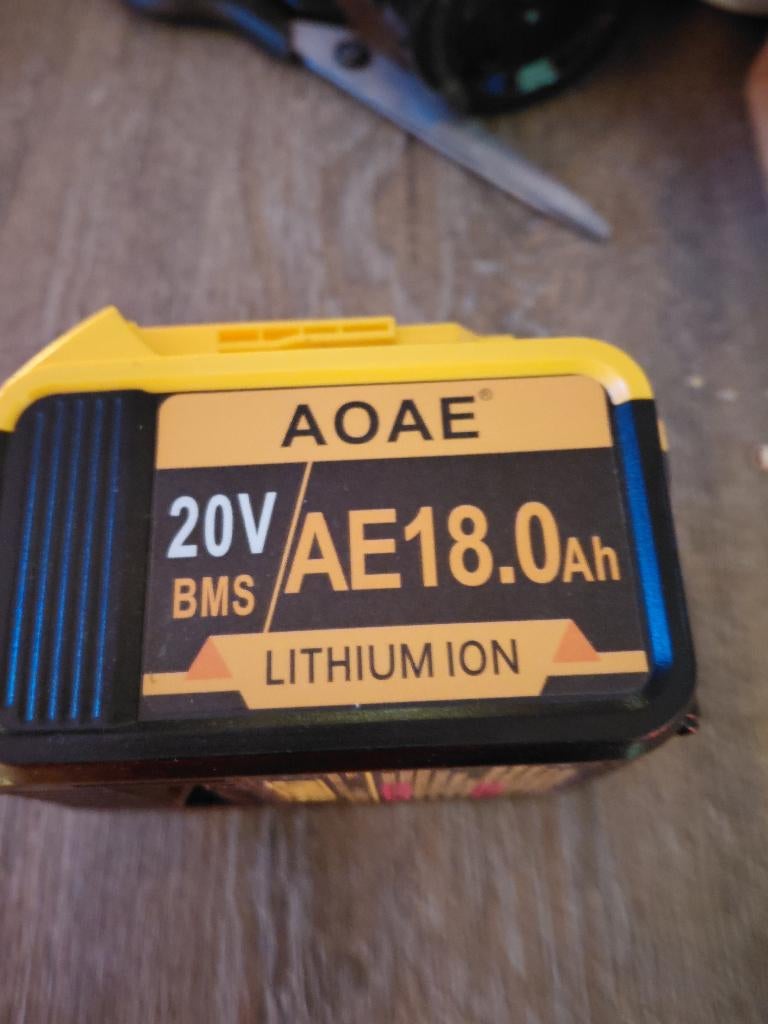 AOAE®
20V
BMS
AE18.0Ah
LITHIUM ION